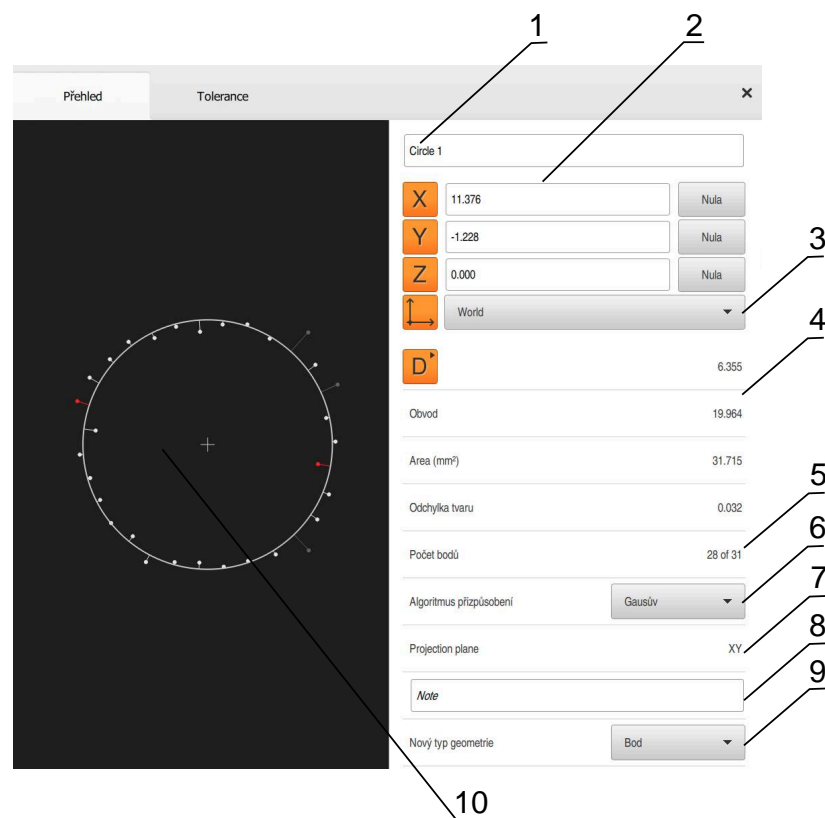 1
2
Přehled Tolerance ×
Circle 1
X 11.376 Nula
Y -1.228 Nula
3
Z 0.000 Nula
World
4
D 6.355
Obvod 19.964
Area (mm²) 31.715
5
Odchylka tvaru 0.032
6
Počet bodů 28 of 31
7
Algoritmus přizpůsobení Gausův
8
Projection plane XY
9
Note
Nový typ geometrie Bod
10